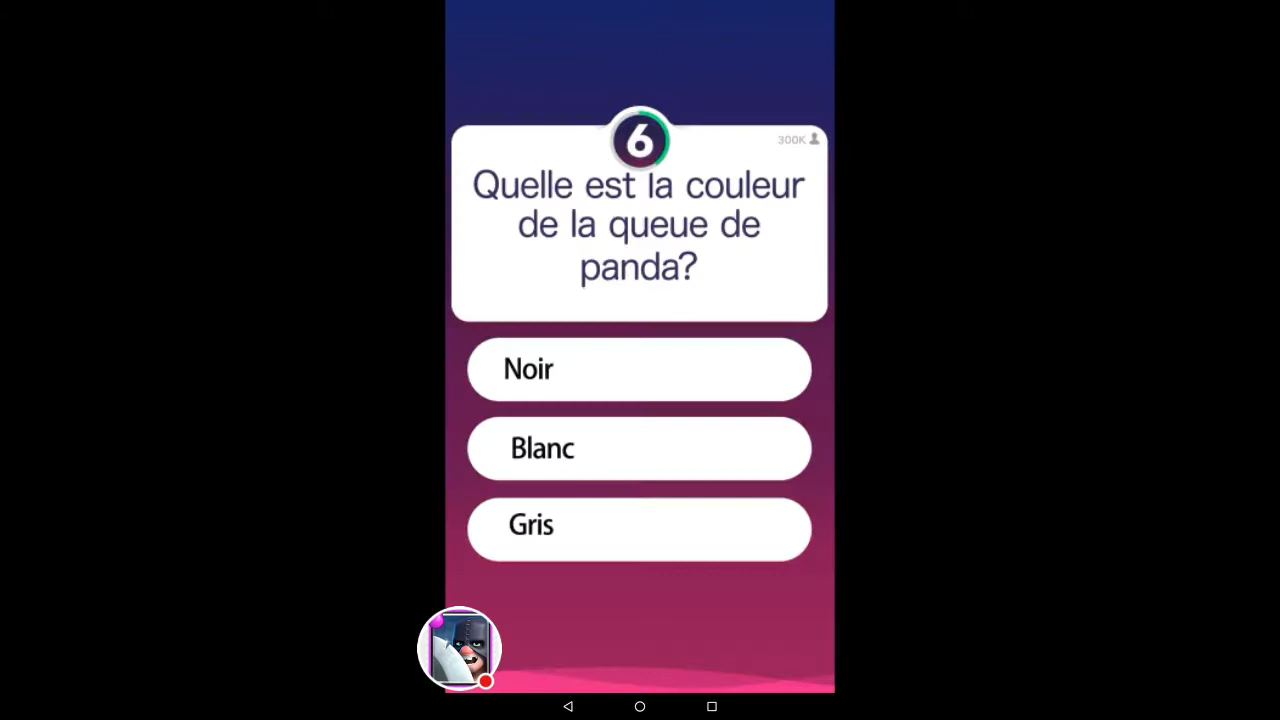 6
300K
Quelle est la couleur
de la queue de
panda?
Noir
Blanc
Gris